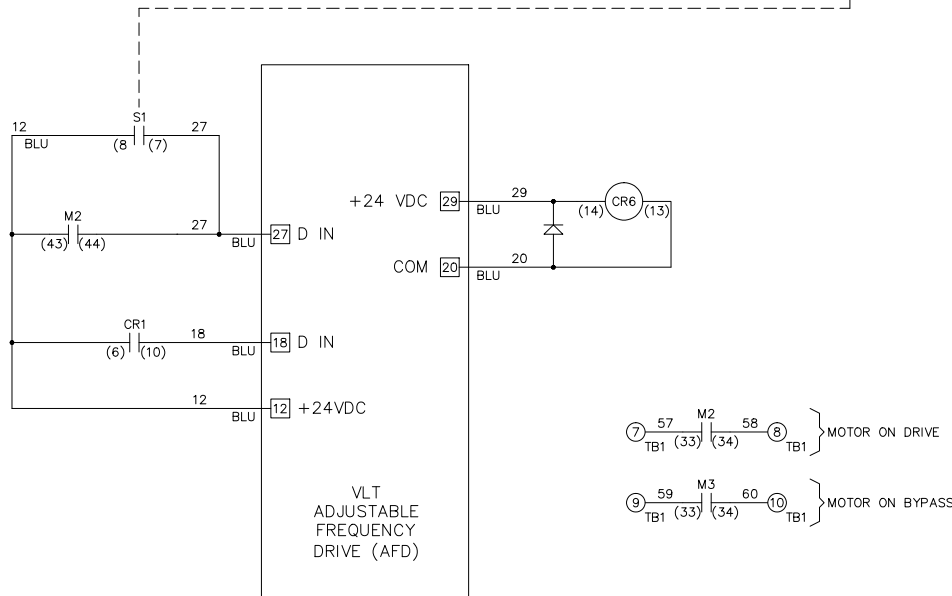 S1
12
27
BLU
(8
(7)
M2
27
(43)
(44)
BLU
27
D IN
+24 VDC
29
29
BLU
(14)
CR6
(13)
COM
20
20
BLU
CR1
18
(6)
(10)
BLU
18
D IN
12
BLU
12
+24VDC
M2
7
57
58
8
TB1
(33)
(34)
TB1
MOTOR ON DRIVE
M3
9
59
60
10
TB1
(33)
(34)
TB1
MOTOR ON BYPASS
VLT
ADJUSTABLE
FREQUENCY
DRIVE (AFD)